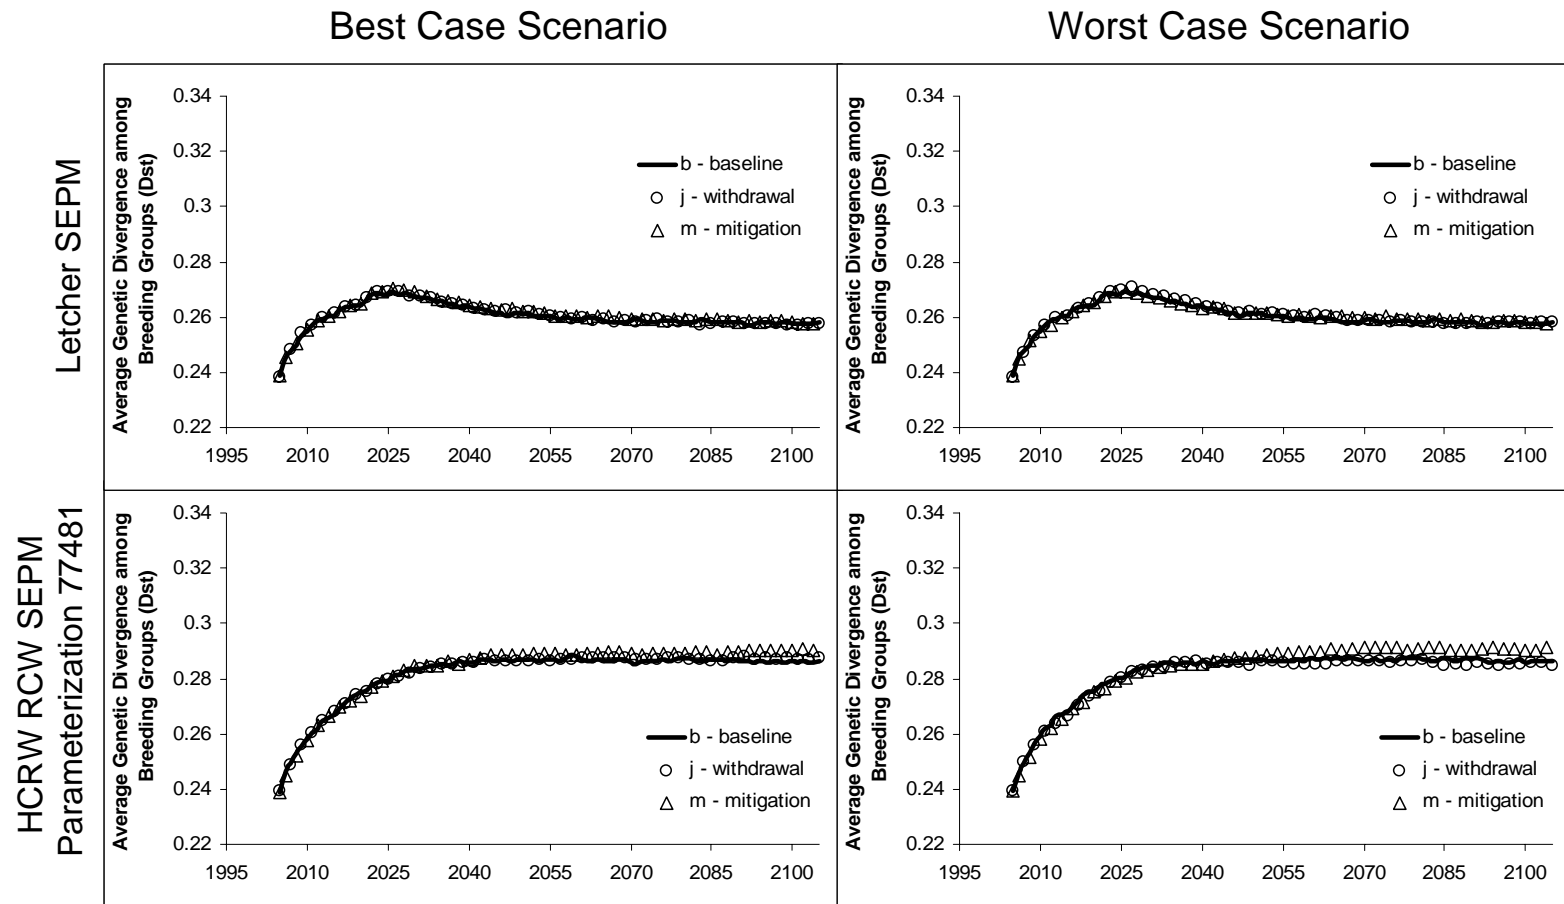 Best Case Scenario
Worst Case Scenario
Letcher SEPM
Average Genetic Divergence among
Breeding Groups (Dst)
0.34
0.32
0.3
0.28
0.26
0.24
0.22
1995 2010 2025 2040 2055 2070 2085 2100
b - baseline
j - withdrawal
m - mitigation
Average Genetic Divergence among
Breeding Groups (Dst)
0.34
0.32
0.3
0.28
0.26
0.24
0.22
1995 2010 2025 2040 2055 2070 2085 2100
b - baseline
j - withdrawal
m - mitigation
HCRW RCW SEPM
Parameterization 77481
Average Genetic Divergence among
Breeding Groups (Dst)
0.34
0.32
0.3
0.28
0.26
0.24
0.22
1995 2010 2025 2040 2055 2070 2085 2100
b - baseline
j - withdrawal
m - mitigation
Average Genetic Divergence among
Breeding Groups (Dst)
0.34
0.32
0.3
0.28
0.26
0.24
0.22
1995 2010 2025 2040 2055 2070 2085 2100
b - baseline
j - withdrawal
m - mitigation